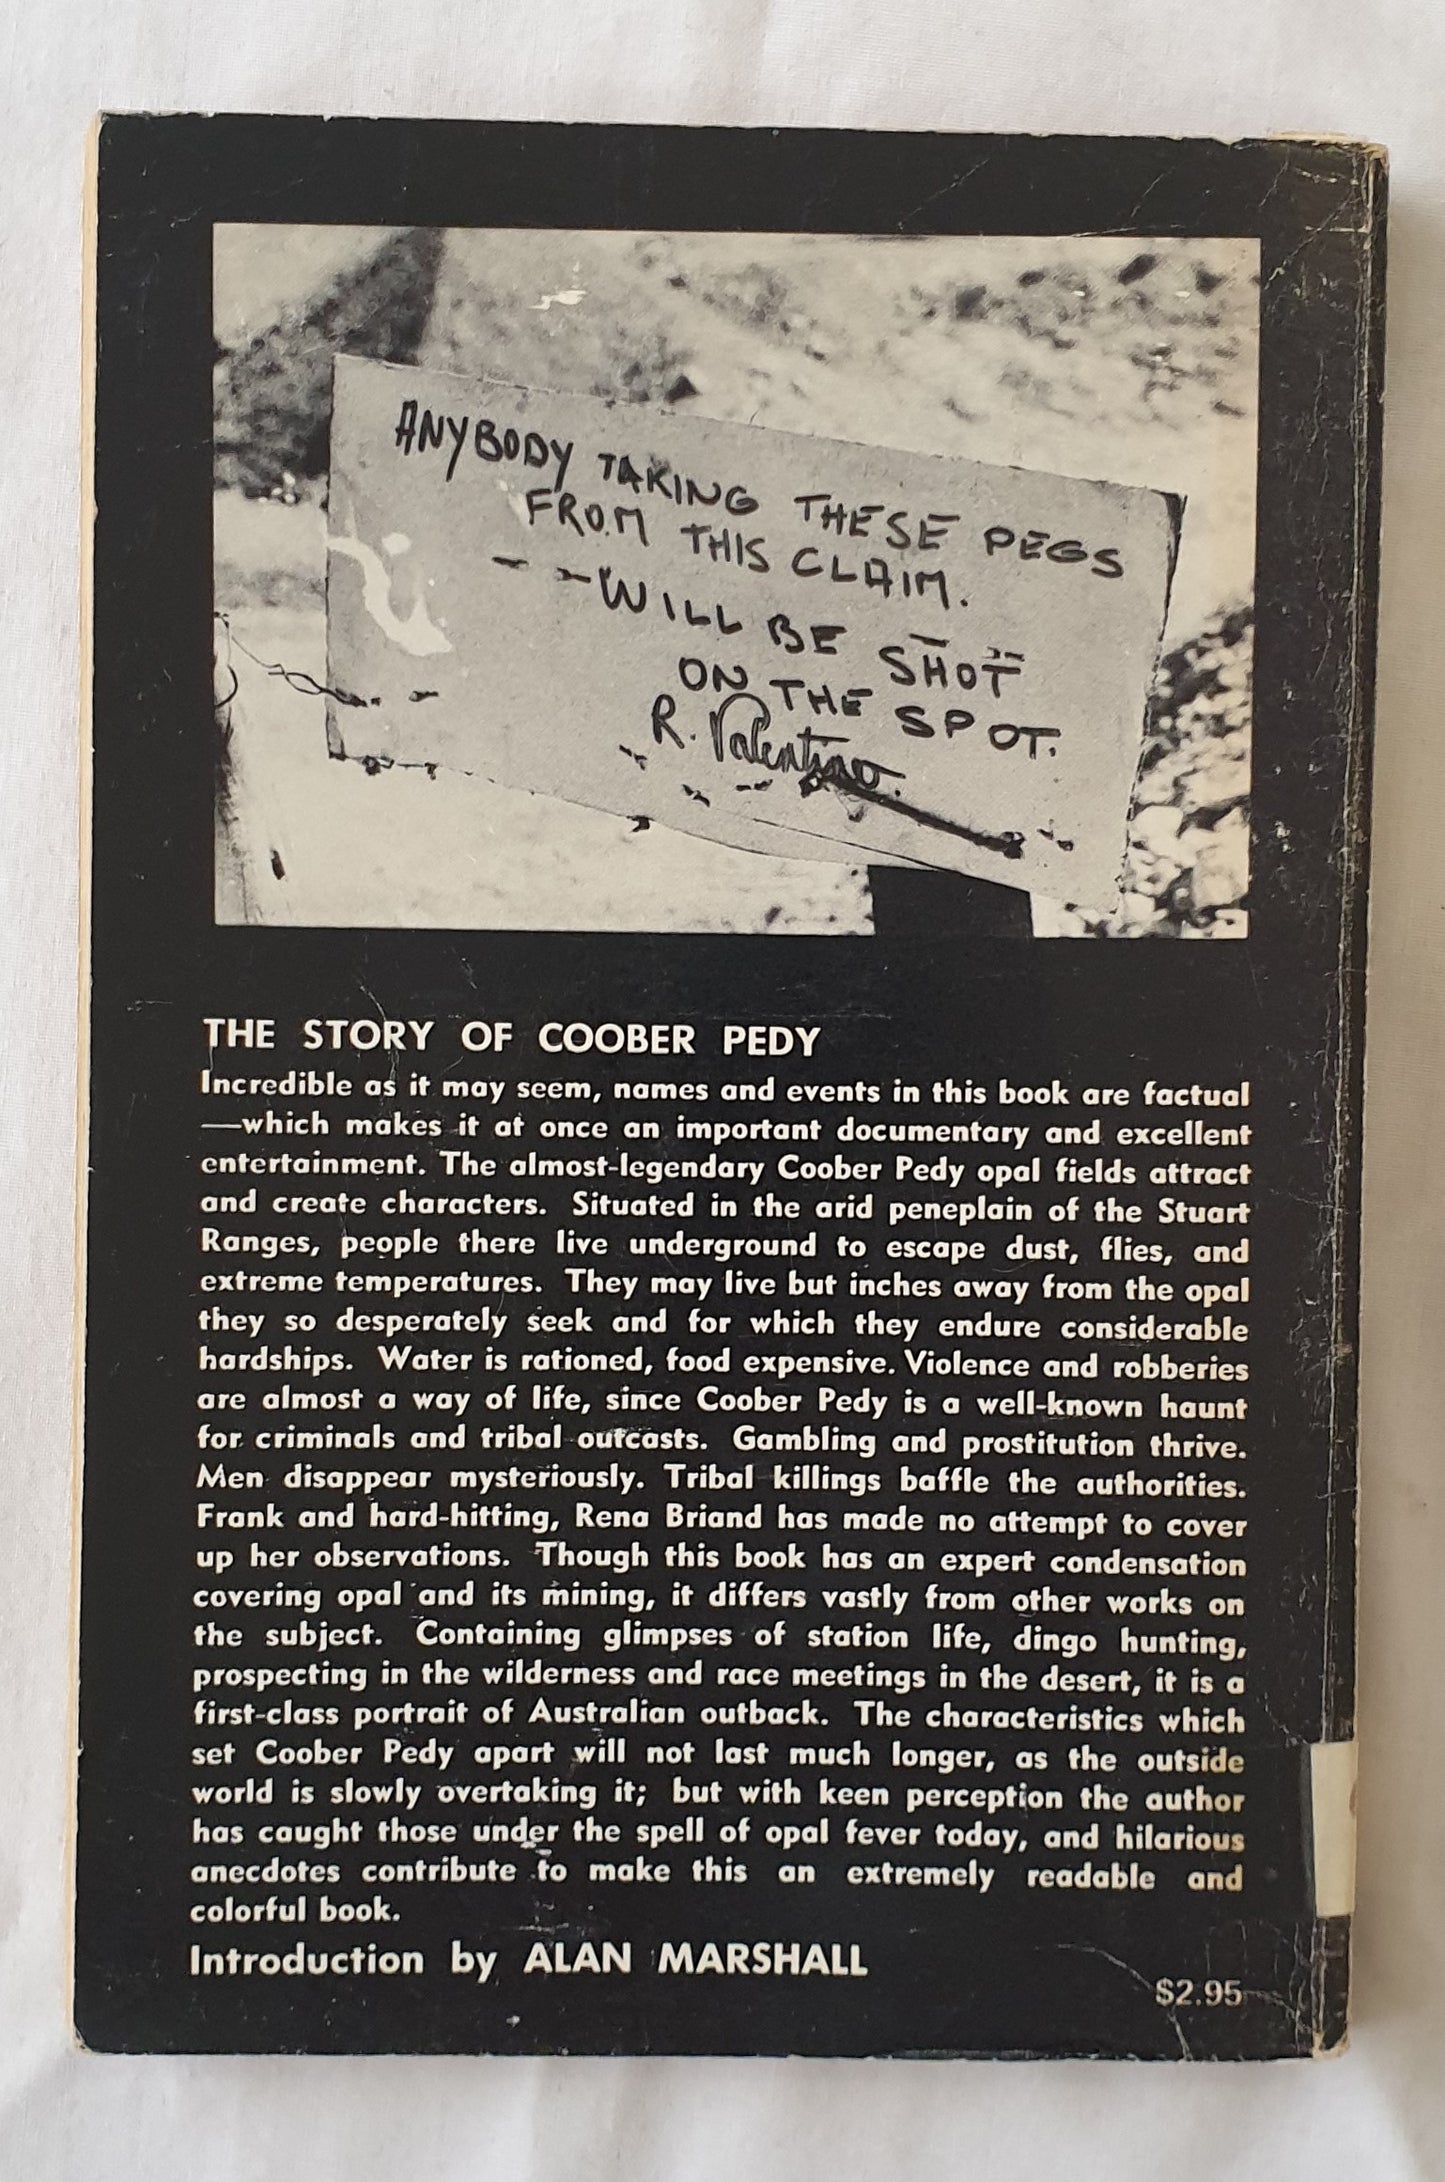 ANYBODY TAKING THESE PEGS
FROM THIS CLAIM.
--WILL BE SHOT
ON THE SPOT.
R. Valentino.
THE STORY OF COOBER PEDY
Incredible as it may seem, names and events in this book are factual
—which makes it at once an important documentary and excellent
entertainment. The almost-legendary Coober Pedy opal fields attract
and create characters. Situated in the arid peneplain of the Stuart
Ranges, people there live underground to escape dust, flies, and
extreme temperatures. They may live but inches away from the opal
they so desperately seek and for which they endure considerable
hardships. Water is rationed, food expensive. Violence and robberies
are almost a way of life, since Coober Pedy is a well-known haunt
for criminals and tribal outcasts. Gambling and prostitution thrive.
Men disappear mysteriously. Tribal killings baffle the authorities.
Frank and hard-hitting, Rena Briand has made no attempt to cover
up her observations. Though this book has an expert condensation
covering opal and its mining, it differs vastly from other works on
the subject. Containing glimpses of station life, dingo hunting,
prospecting in the wilderness and race meetings in the desert, it is a
first-class portrait of Australian outback. The characteristics which
set Coober Pedy apart will not last much longer, as the outside
world is slowly overtaking it; but with keen perception the author
has caught those under the spell of opal fever today, and hilarious
anecdotes contribute to make this an extremely readable and
colorful book.
Introduction by ALAN MARSHALL
$2.95